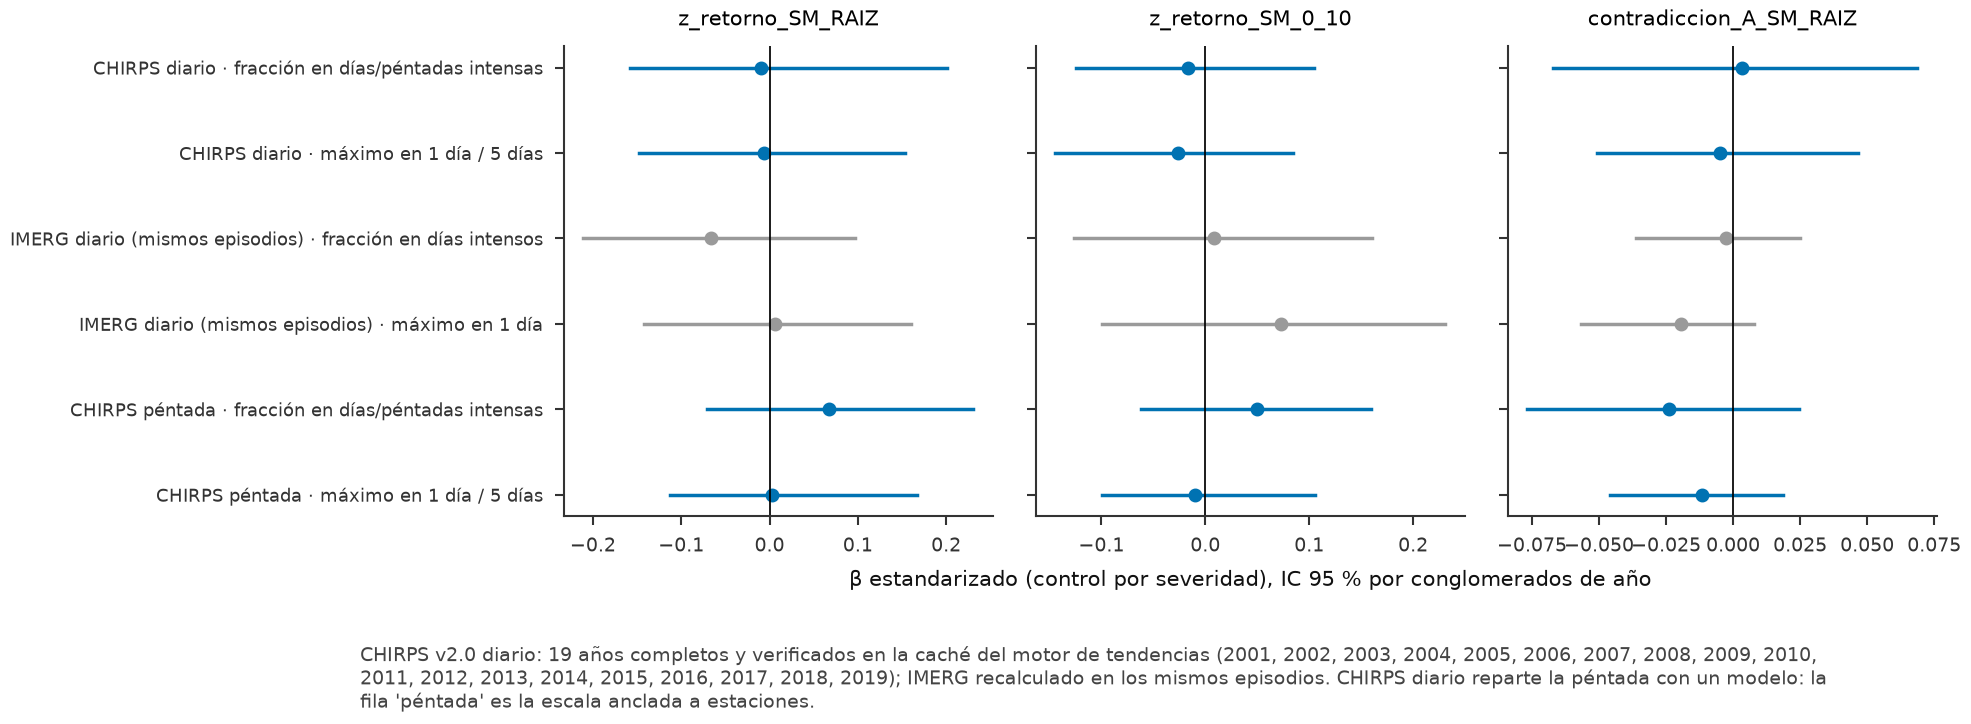 z_retorno_SM_RAIZ
z_retorno_SM_0_10
contradiccion_A_SM_RAIZ
CHIRPS diario · fracción en días/péntadas intensas
CHIRPS diario · máximo en 1 día / 5 días
IMERG diario (mismos episodios) · fracción en días intensos
IMERG diario (mismos episodios) · máximo en 1 día
CHIRPS péntada · fracción en días/péntadas intensas
CHIRPS péntada · máximo en 1 día / 5 días
−0.2 −0.1 0.0 0.1 0.2
−0.1 0.0 0.1 0.2
−0.075 −0.050 −0.025 0.000 0.025 0.050 0.075
β estandarizado (control por severidad), IC 95 % por conglomerados de año
CHIRPS v2.0 diario: 19 años completos y verificados en la caché del motor de tendencias (2001, 2002, 2003, 2004, 2005, 2006, 2007, 2008, 2009, 2010,
2011, 2012, 2013, 2014, 2015, 2016, 2017, 2018, 2019); IMERG recalculado en los mismos episodios. CHIRPS diario reparte la péntada con un modelo: la
fila 'péntada' es la escala anclada a estaciones.